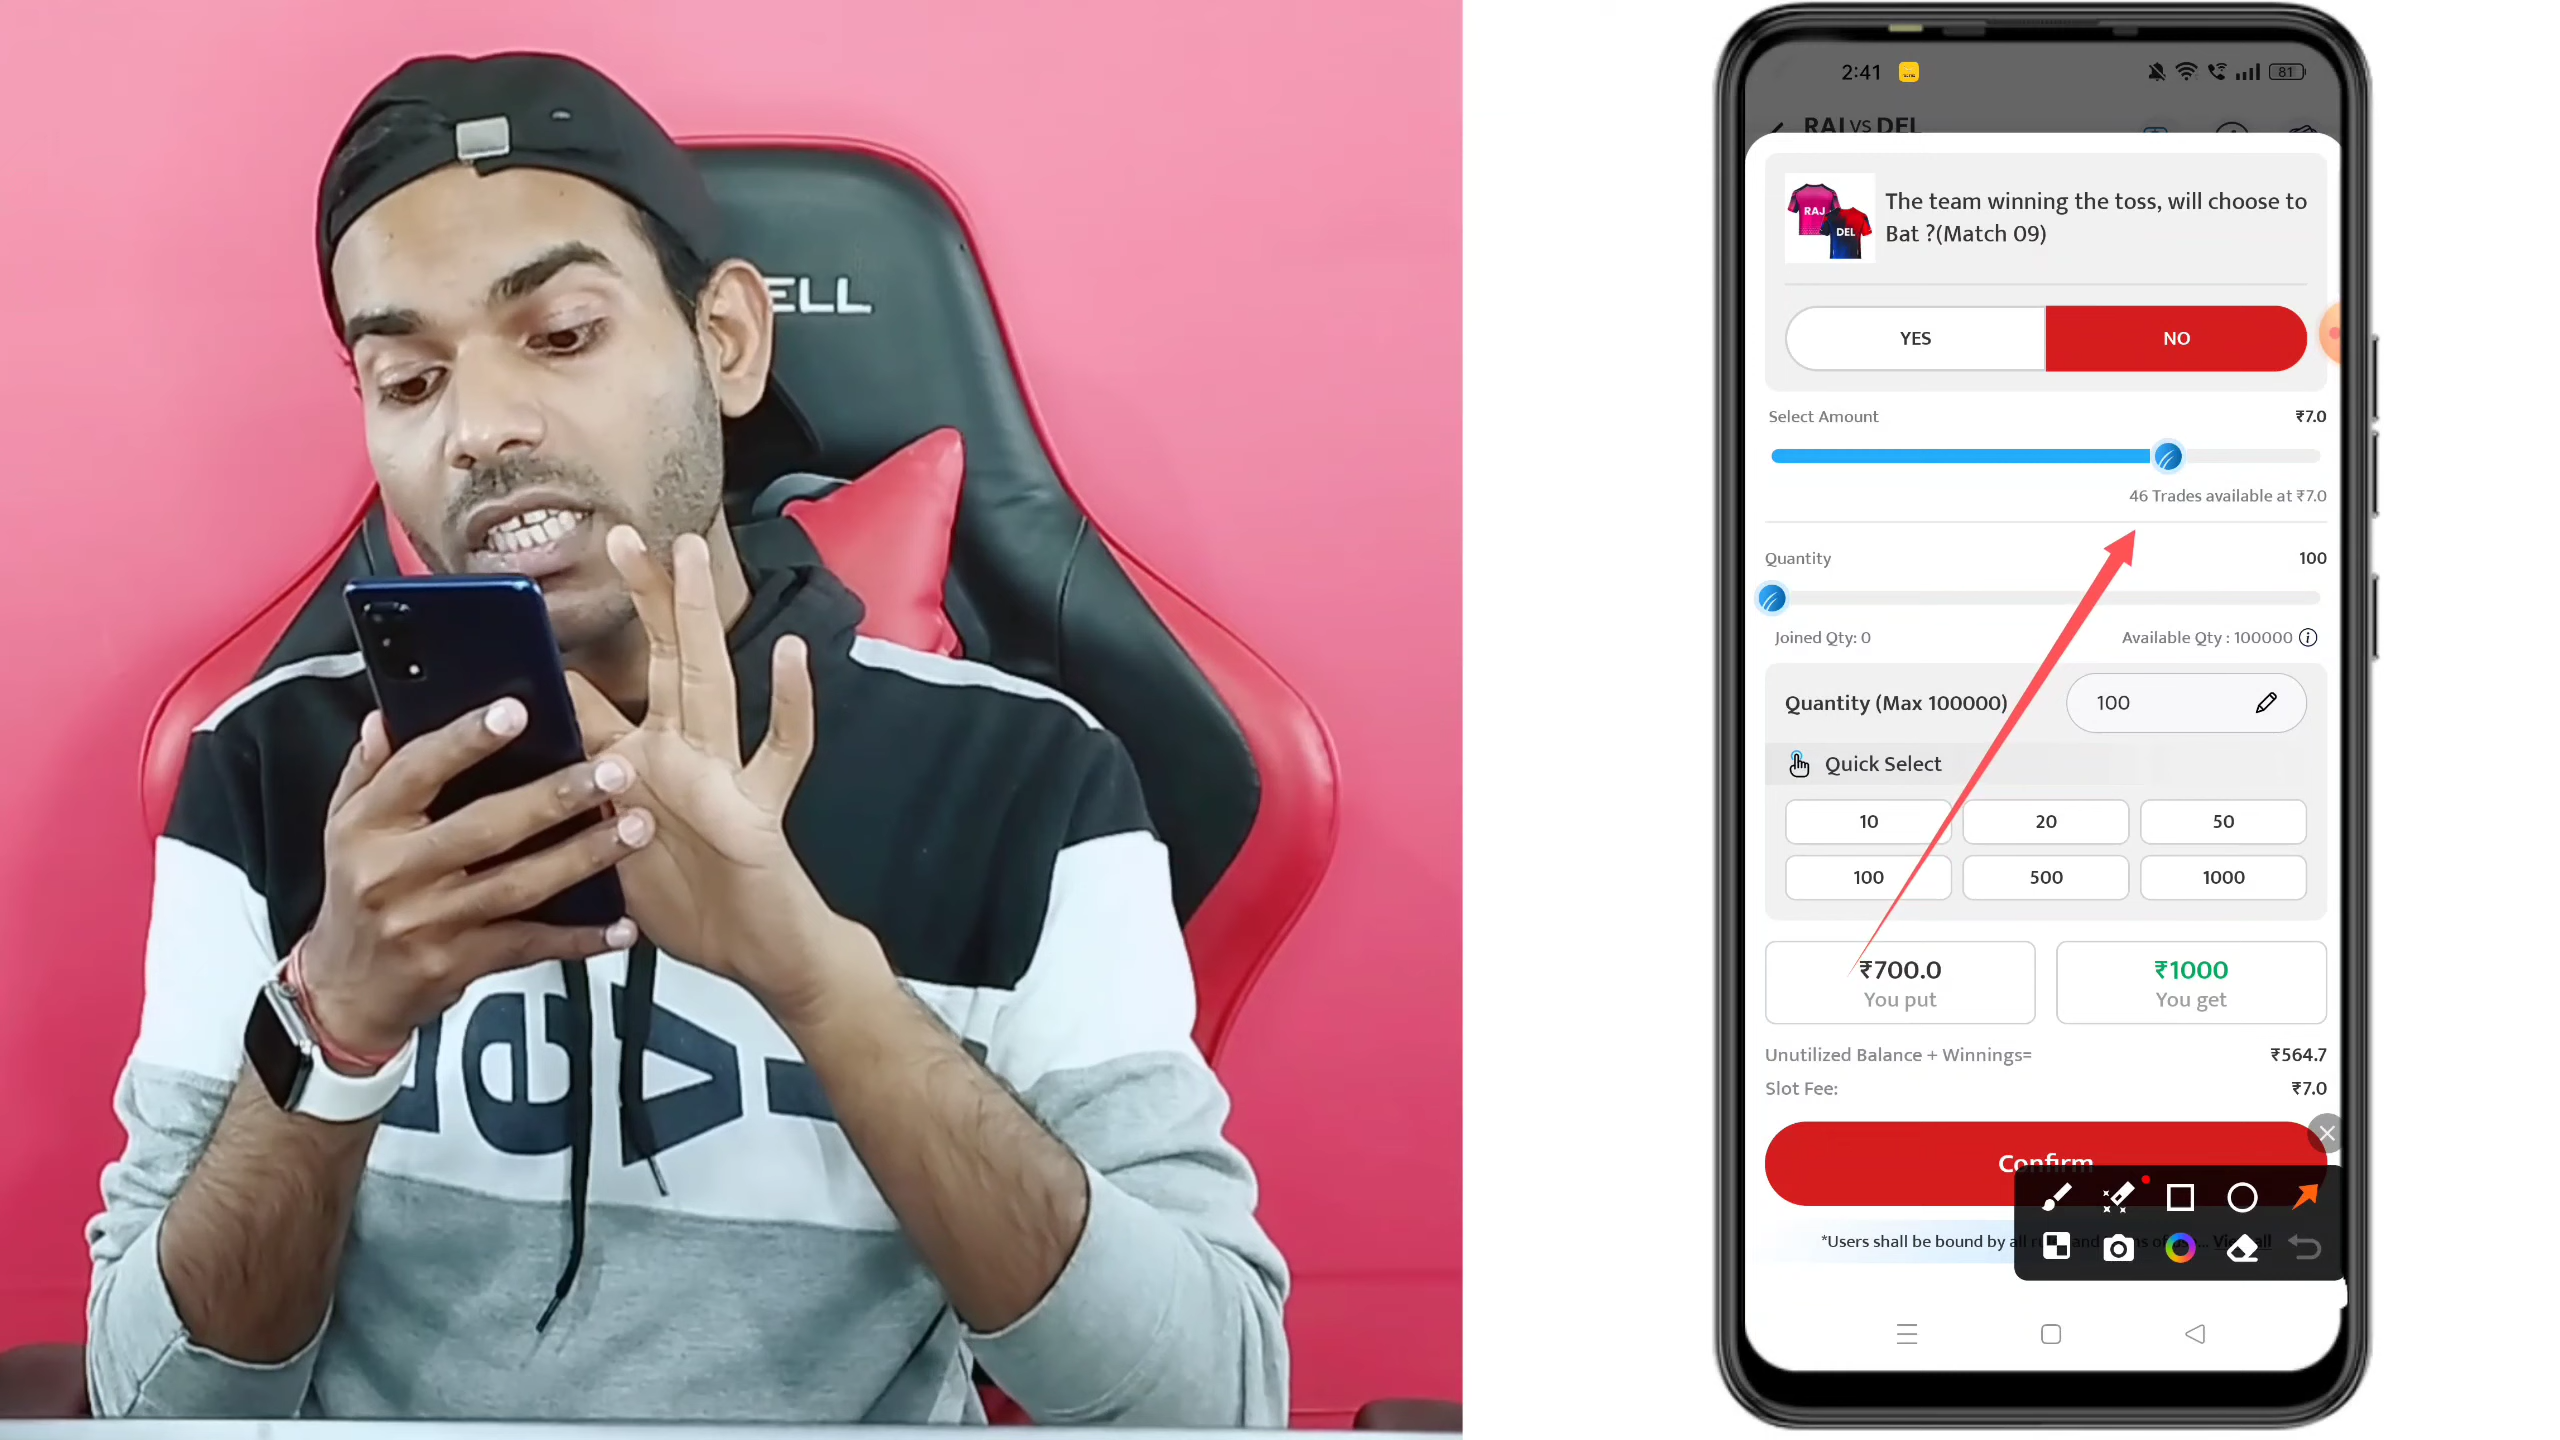 ELL
Levi
2:41
81
RAJ vs DEL
RAJ
DEL
The team winning the toss, will choose to
Bat ?(Match 09)
YES
NO
Select Amount
₹7.0
46 Trades available at ₹7.0
Quantity
100
Joined Qty: 0
Available Qty : 100000
Quantity (Max 100000)
100
Quick Select
10
20
50
100
500
1000
₹700.0
You put
₹1000
You get
Unutilized Balance + Winnings=
₹564.7
Slot Fee:
₹7.0
Confirm
*Users shall be bound by all